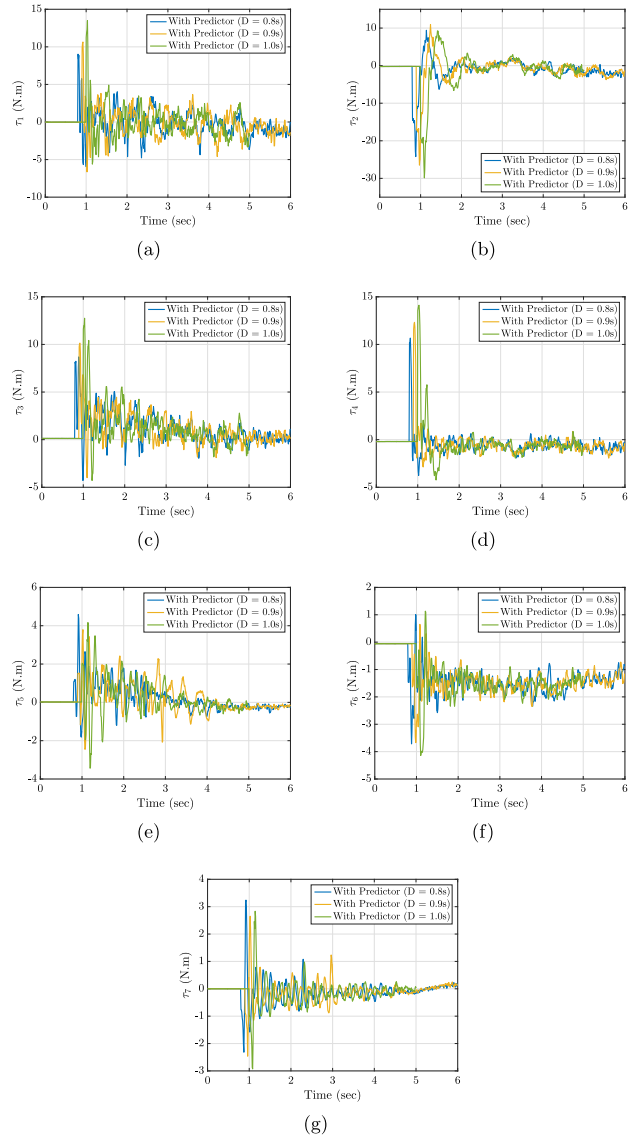 15
10
5
0
-5
-10
τ1 (N.m)
With Predictor (D = 0.8s)
With Predictor (D = 0.9s)
With Predictor (D = 1.0s)
0 1 2 3 4 5 6
Time (sec)
(a)
10
0
-10
-20
-30
τ2 (N.m)
With Predictor (D = 0.8s)
With Predictor (D = 0.9s)
With Predictor (D = 1.0s)
0 1 2 3 4 5 6
Time (sec)
(b)
15
10
5
0
-5
τ3 (N.m)
With Predictor (D = 0.8s)
With Predictor (D = 0.9s)
With Predictor (D = 1.0s)
0 1 2 3 4 5 6
Time (sec)
(c)
15
10
5
0
-5
τ4 (N.m)
With Predictor (D = 0.8s)
With Predictor (D = 0.9s)
With Predictor (D = 1.0s)
0 1 2 3 4 5 6
Time (sec)
(d)
6
4
2
0
-2
-4
τ5 (N.m)
With Predictor (D = 0.8s)
With Predictor (D = 0.9s)
With Predictor (D = 1.0s)
0 1 2 3 4 5 6
Time (sec)
(e)
2
1
0
-1
-2
-3
-4
-5
τ6 (N.m)
With Predictor (D = 0.8s)
With Predictor (D = 0.9s)
With Predictor (D = 1.0s)
0 1 2 3 4 5 6
Time (sec)
(f)
4
3
2
1
0
-1
-2
-3
τ7 (N.m)
With Predictor (D = 0.8s)
With Predictor (D = 0.9s)
With Predictor (D = 1.0s)
0 1 2 3 4 5 6
Time (sec)
(g)